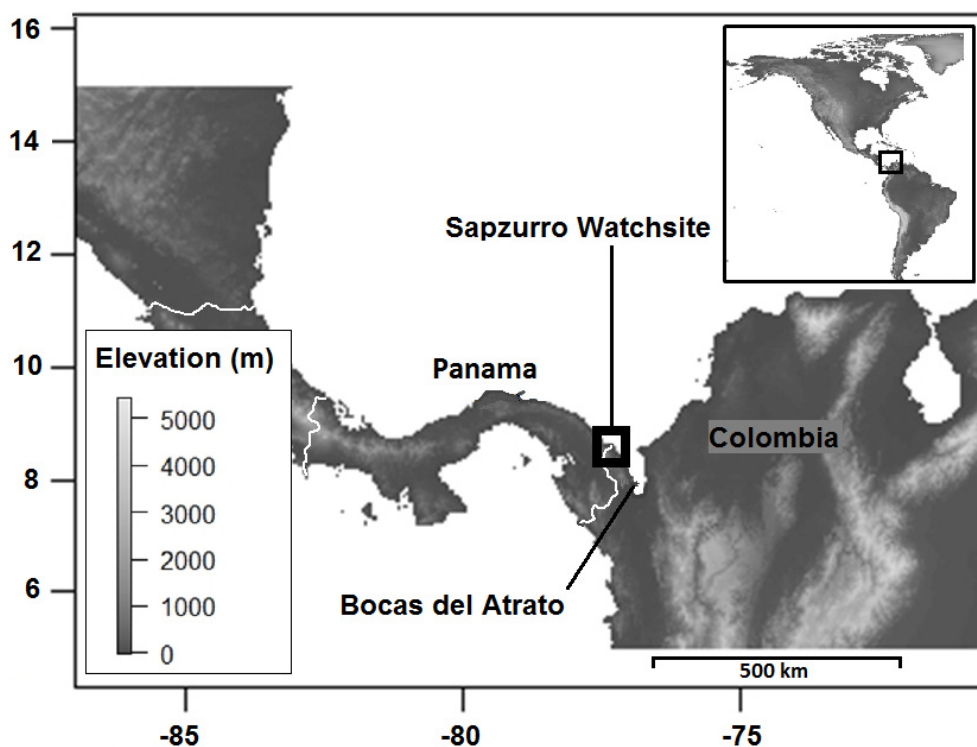 16
14
12
10
8
6
Sapzurro Watchsite
Elevation (m)
5000
4000
3000
2000
1000
0
Panama
Colombia
Bocas del Atrato
500 km
-85
-80
-75